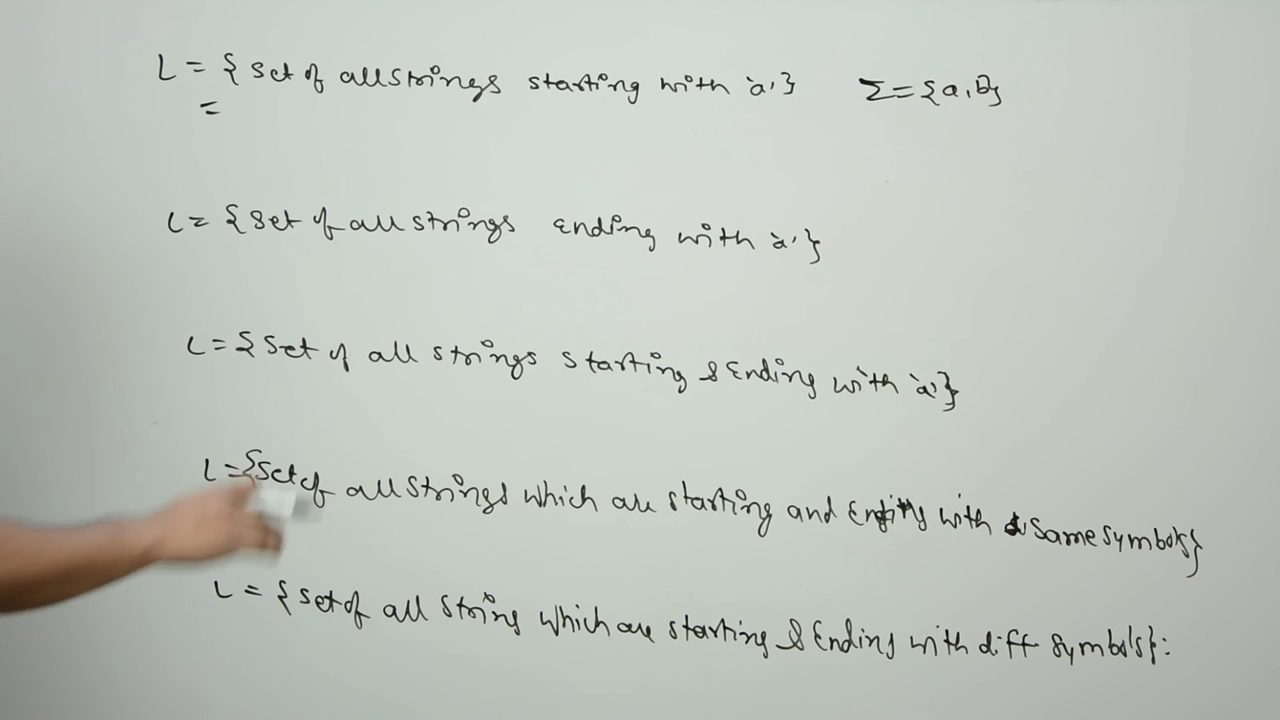 L = { set of all strings starting with 'a' } Σ = {a, b}
=
L = { set of all strings Ending with 'a' }
L = { set of all strings starting & Ending with 'a' }
L = { set of all strings which are starting and Ending with same symbols }
L = { set of all string which are starting & Ending with diff symbols } :